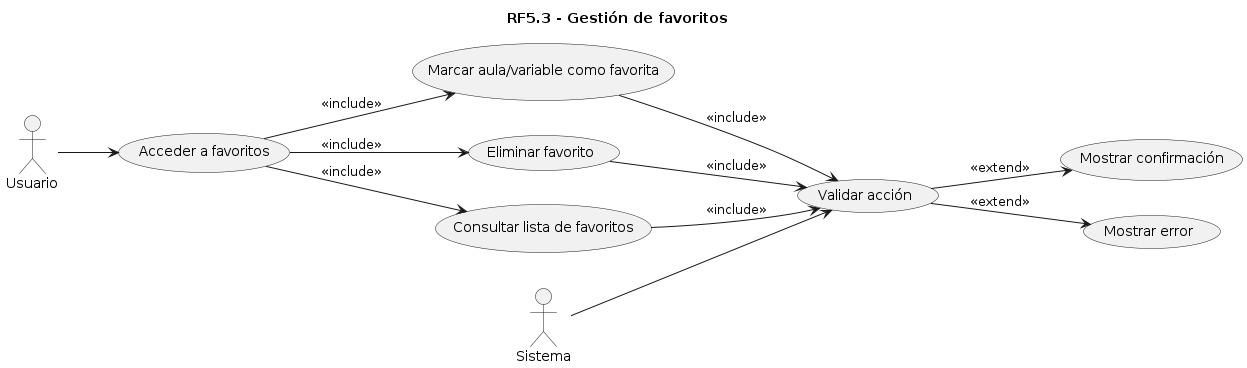 RF5.3 - Gestión de favoritos
Marcar aula/variable como favorita
«include»
«include»
Usuario
Acceder a favoritos
«include»
Eliminar favorito
«include»
Mostrar confirmación
«extend»
«include»
Validar acción
«include»
«extend»
Consultar lista de favoritos
Mostrar error
Sistema